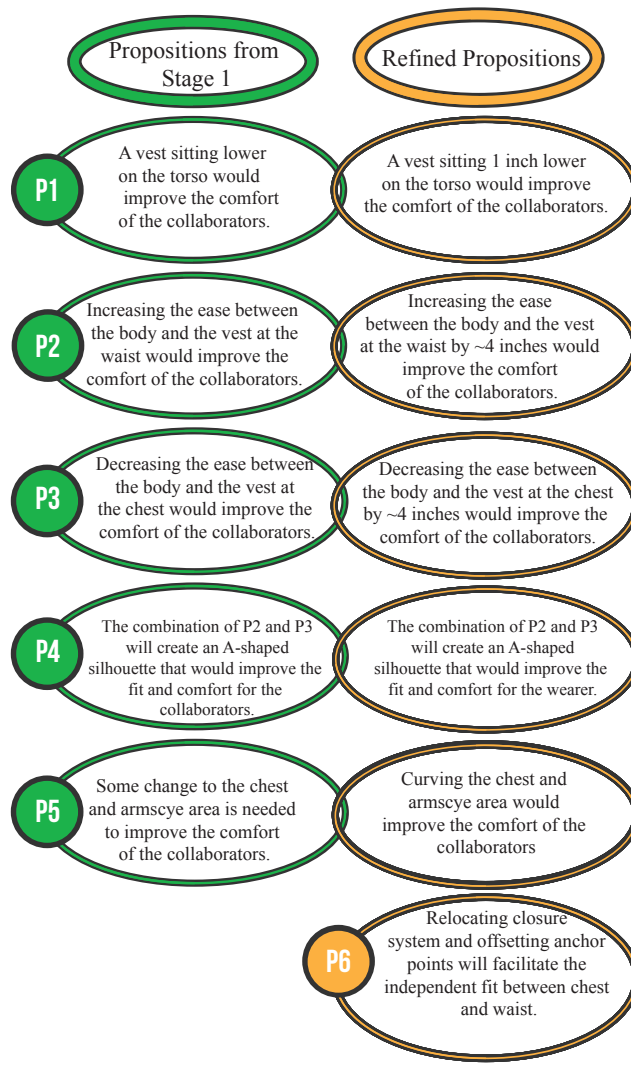 Propositions from
Stage 1
Refined Propositions
P1
A vest sitting lower
on the torso would
improve the comfort
of the collaborators.
A vest sitting 1 inch lower
on the torso would improve
the comfort of the collaborators.
P2
Increasing the ease between
the body and the vest at the
waist would improve the
comfort of the collaborators.
Increasing the ease
between the body and the vest
at the waist by ~4 inches would
improve the comfort
of the collaborators.
P3
Decreasing the ease between
the body and the vest at
the chest would improve the
comfort of the collaborators.
Decreasing the ease between
the body and the vest at the chest
by ~4 inches would improve the
comfort of the collaborators.
P4
The combination of P2 and P3
will create an A-shaped
silhouette that would improve the
fit and comfort for the
collaborators.
The combination of P2 and P3
will create an A-shaped
silhouette that would improve the
fit and comfort for the wearer.
P5
Some change to the chest
and armscye area is needed
to improve the comfort
of the collaborators.
Curving the chest and
armscye area would
improve the comfort of the
collaborators
P6
Relocating closure
system and offsetting anchor
points will facilitate the
independent fit between chest
and waist.